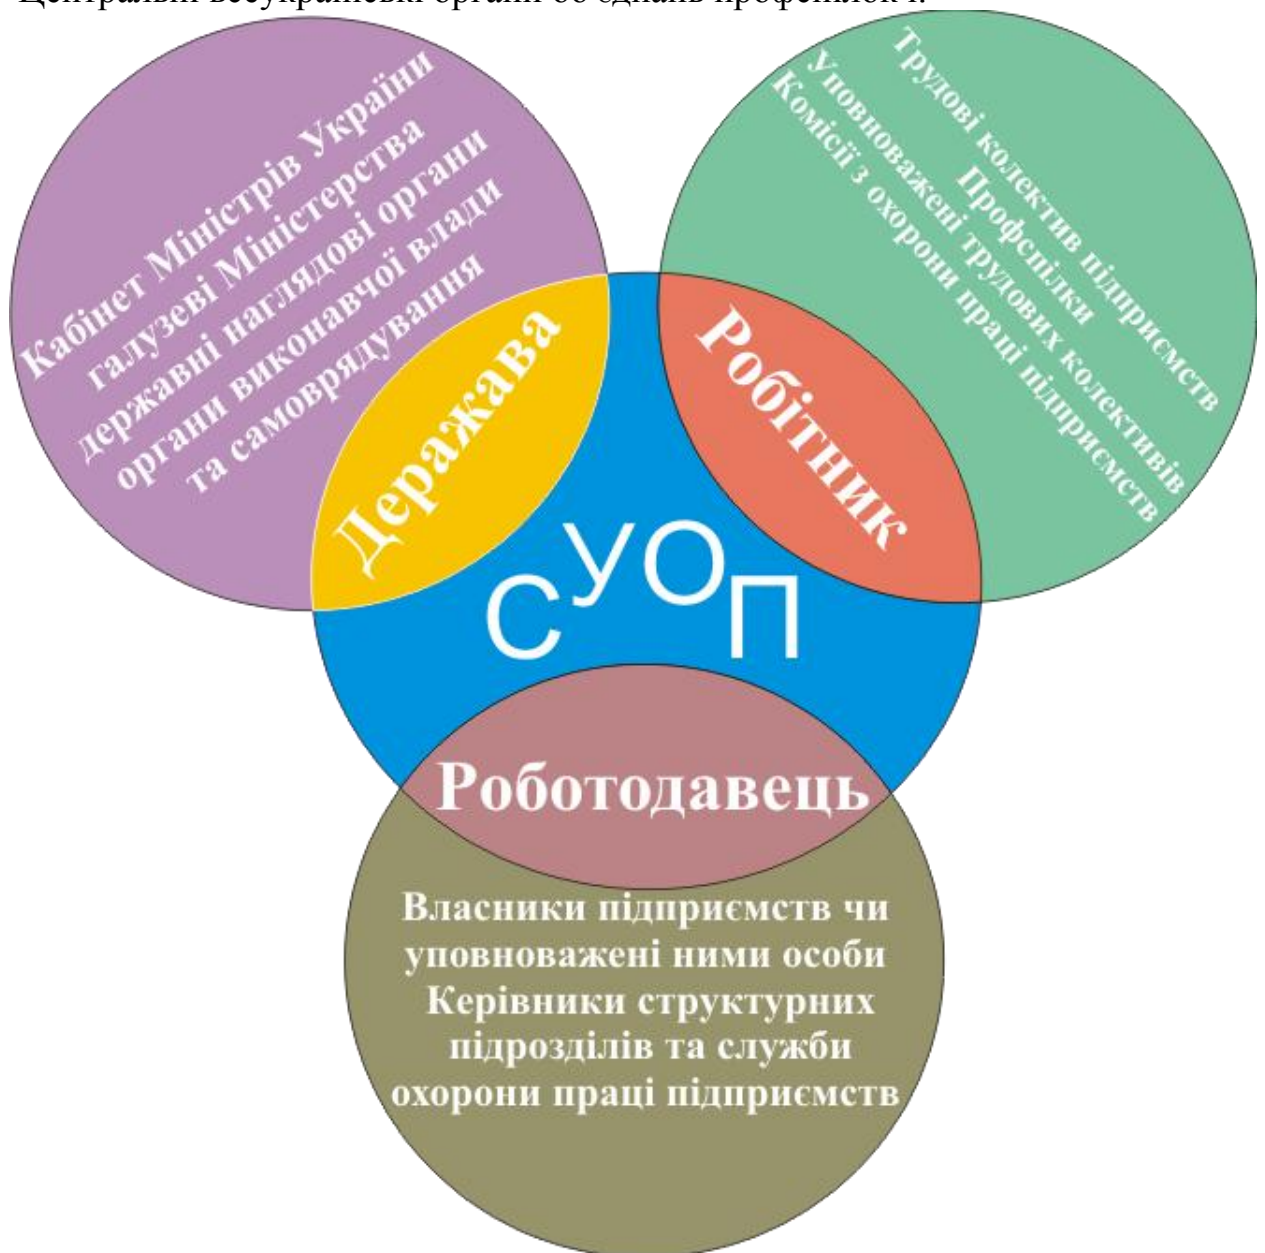 Центральні всеукраїнські органи об'єднань профспілок і.
Кабінет Міністрів України
галузеві Міністерства
державні наглядові органи
органи виконавчої влади
та самоврядування
Деражава
Трудові колектив підприємств
Профспілки
Уповноважені трудових колективів
Комісії з охорони праці підприємств
Робітник
СУОП
Роботодавець
Власники підприємств чи
уповноважені ними особи
Керівники структурних
підрозділів та служби
охорони праці підприємств